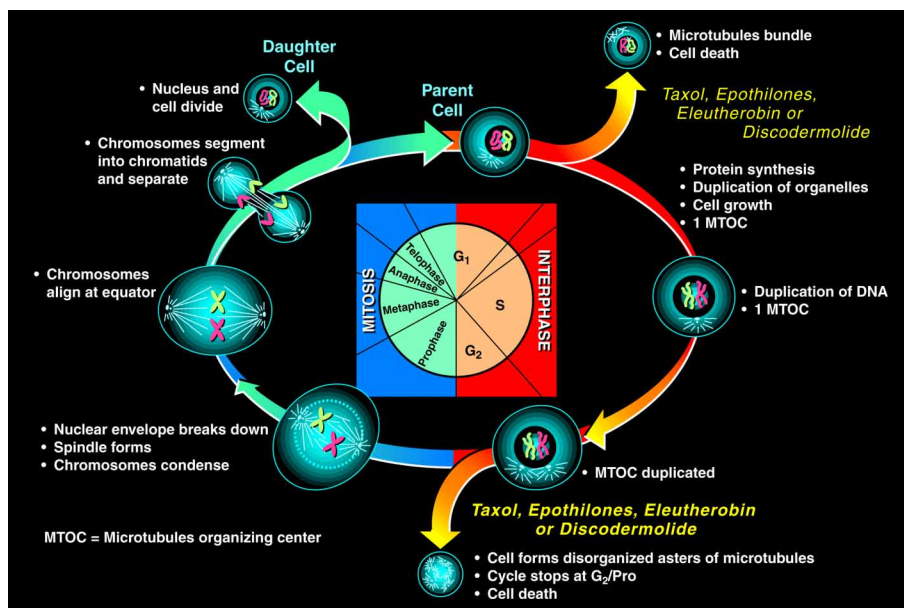 Daughter
Cell
• Nucleus and
cell divide
Parent
Cell
• Microtubules bundle
• Cell death
Taxol, Epothilones,
Eleutherobin or
Discodermolide
• Chromosomes segment
into chromatids
and separate
• Protein synthesis
• Duplication of organelles
• Cell growth
• 1 MTOC
• Chromosomes
align at equator
MITOSIS
Telophase
Anaphase
Metaphase
Prophase
G1
S
G2
INTERPHASE
• Duplication of DNA
• 1 MTOC
• Nuclear envelope breaks down
• Spindle forms
• Chromosomes condense
• MTOC duplicated
Taxol, Epothilones, Eleutherobin
or Discodermolide
MTOC = Microtubules organizing center
• Cell forms disorganized asters of microtubules
• Cycle stops at G2/Pro
• Cell death